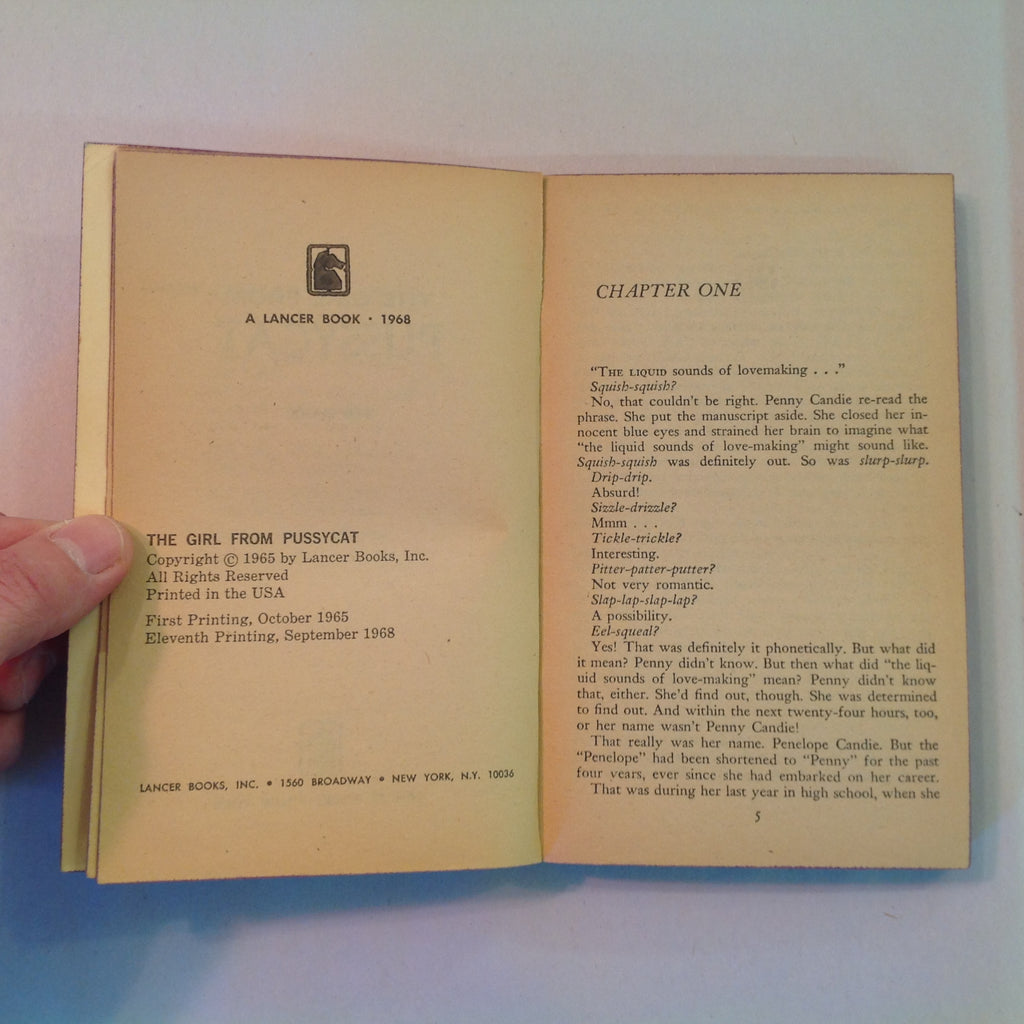 A LANCER BOOK • 1968
THE GIRL FROM PUSSYCAT
Copyright © 1965 by Lancer Books, Inc.
All Rights Reserved
Printed in the USA
First Printing, October 1965
Eleventh Printing, September 1968
LANCER BOOKS, INC. • 1560 BROADWAY • NEW YORK, N.Y. 10036
CHAPTER ONE
"THE LIQUID sounds of lovemaking . . ."
Squish-squish?
No, that couldn't be right. Penny Candie re-read the
phrase. She put the manuscript aside. She closed her in-
nocent blue eyes and strained her brain to imagine what
"the liquid sounds of love-making" might sound like.
Squish-squish was definitely out. So was slurp-slurp.
Drip-drip.
Absurd!
Sizzle-drizzle?
Mmm . . .
Tickle-trickle?
Interesting.
Pitter-patter-putter?
Not very romantic.
Slap-lap-slap-lap?
A possibility.
Eel-squeal?
Yes! That was definitely it phonetically. But what did
it mean? Penny didn't know. But then what did "the liq-
uid sounds of love-making" mean? Penny didn't know
that, either. She'd find out, though. She was determined
to find out. And within the next twenty-four hours, too,
or her name wasn't Penny Candie!
That really was her name. Penelope Candie. But the
"Penelope" had been shortened to "Penny" for the past
four years, ever since she had embarked on her career.
That was during her last year in high school, when she
5